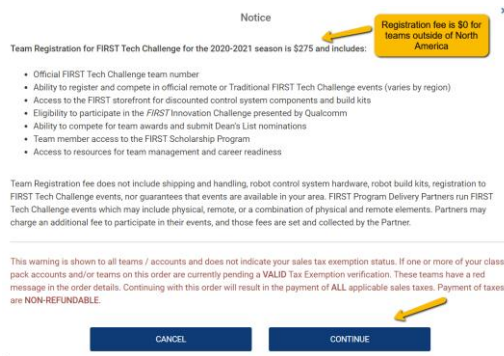 Notice
Registration fee is $0 for
teams outside of North
America
Team Registration for FIRST Tech Challenge for the 2020-2021 season is $275 and includes:
• Official FIRST Tech Challenge team number
• Ability to register and compete in official remote or Traditional FIRST Tech Challenge events (varies by region)
• Access to the FIRST storefront for discounted control system components and build kits
• Eligibility to participate in the FIRST Innovation Challenge presented by Qualcomm
• Ability to compete for team awards and submit Dean's List nominations
• Team member access to the FIRST Scholarship Program
• Access to resources for team management and career readiness
Team Registration fee does not include shipping and handling, robot control system hardware, robot build kits, registration to
FIRST Tech Challenge events, nor guarantees that events are available in your area. FIRST Program Delivery Partners run FIRST
Tech Challenge events which may include physical, remote, or a combination of physical and remote elements. Partners may
charge an additional fee to participate in their events, and those fees are set and collected by the Partner.
This warning is shown to all teams / accounts and does not indicate your sales tax exemption status. If one or more of your class
pack accounts and/or teams on this order are currently pending a VALID Tax Exemption verification. These teams have a red
message in the order details. Continuing with this order will result in the payment of ALL applicable sales taxes. Payment of taxes
are NON-REFUNDABLE.
CANCEL
CONTINUE